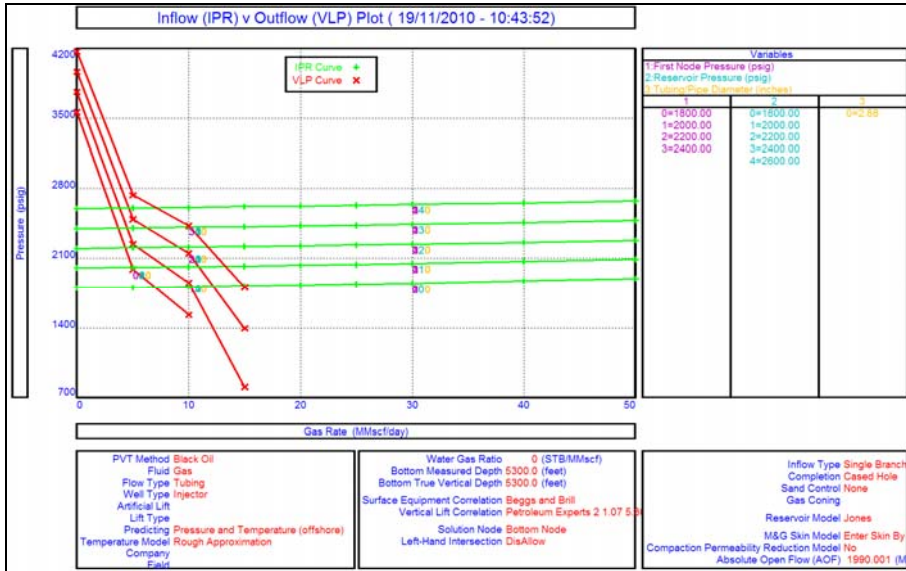 Inflow (IPR) v Outflow (VLP) Plot ( 19/11/2010 - 10:43:52)
IPR Curve
VLP Curve
Pressure (psig)
4200
3500
2800
2100
1400
700
0
10
20
30
40
50
Gas Rate (MMscf/day)
Variables
1:First Node Pressure (psig)
2:Reservoir Pressure (psig)
3:Tubing/Pipe Diameter (inches)
1 2 3
0=1800.00 0=1800.00 0=2.88
1=2000.00 1=2000.00
2=2200.00 2=2200.00
3=2400.00 3=2400.00
4=2600.00
PVT Method Black Oil
Fluid Gas
Flow Type Tubing
Well Type Injector
Artificial Lift
Lift Type
Predicting Pressure and Temperature (offshore)
Temperature Model Rough Approximation
Company
Field
Water Gas Ratio 0 (STB/MMscf)
Bottom Measured Depth 5300.0 (feet)
Bottom True Vertical Depth 5300.0 (feet)
Surface Equipment Correlation Beggs and Brill
Vertical Lift Correlation Petroleum Experts 2 1.07
Solution Node Bottom Node
Left-Hand Intersection DisAllow
Inflow Type Single Branch
Completion Cased Hole
Sand Control None
Gas Coning
Reservoir Model Jones
M&G Skin Model Enter Skin By
Compaction Permeability Reduction Model No
Absolute Open Flow (AOF) 1990.001 (M